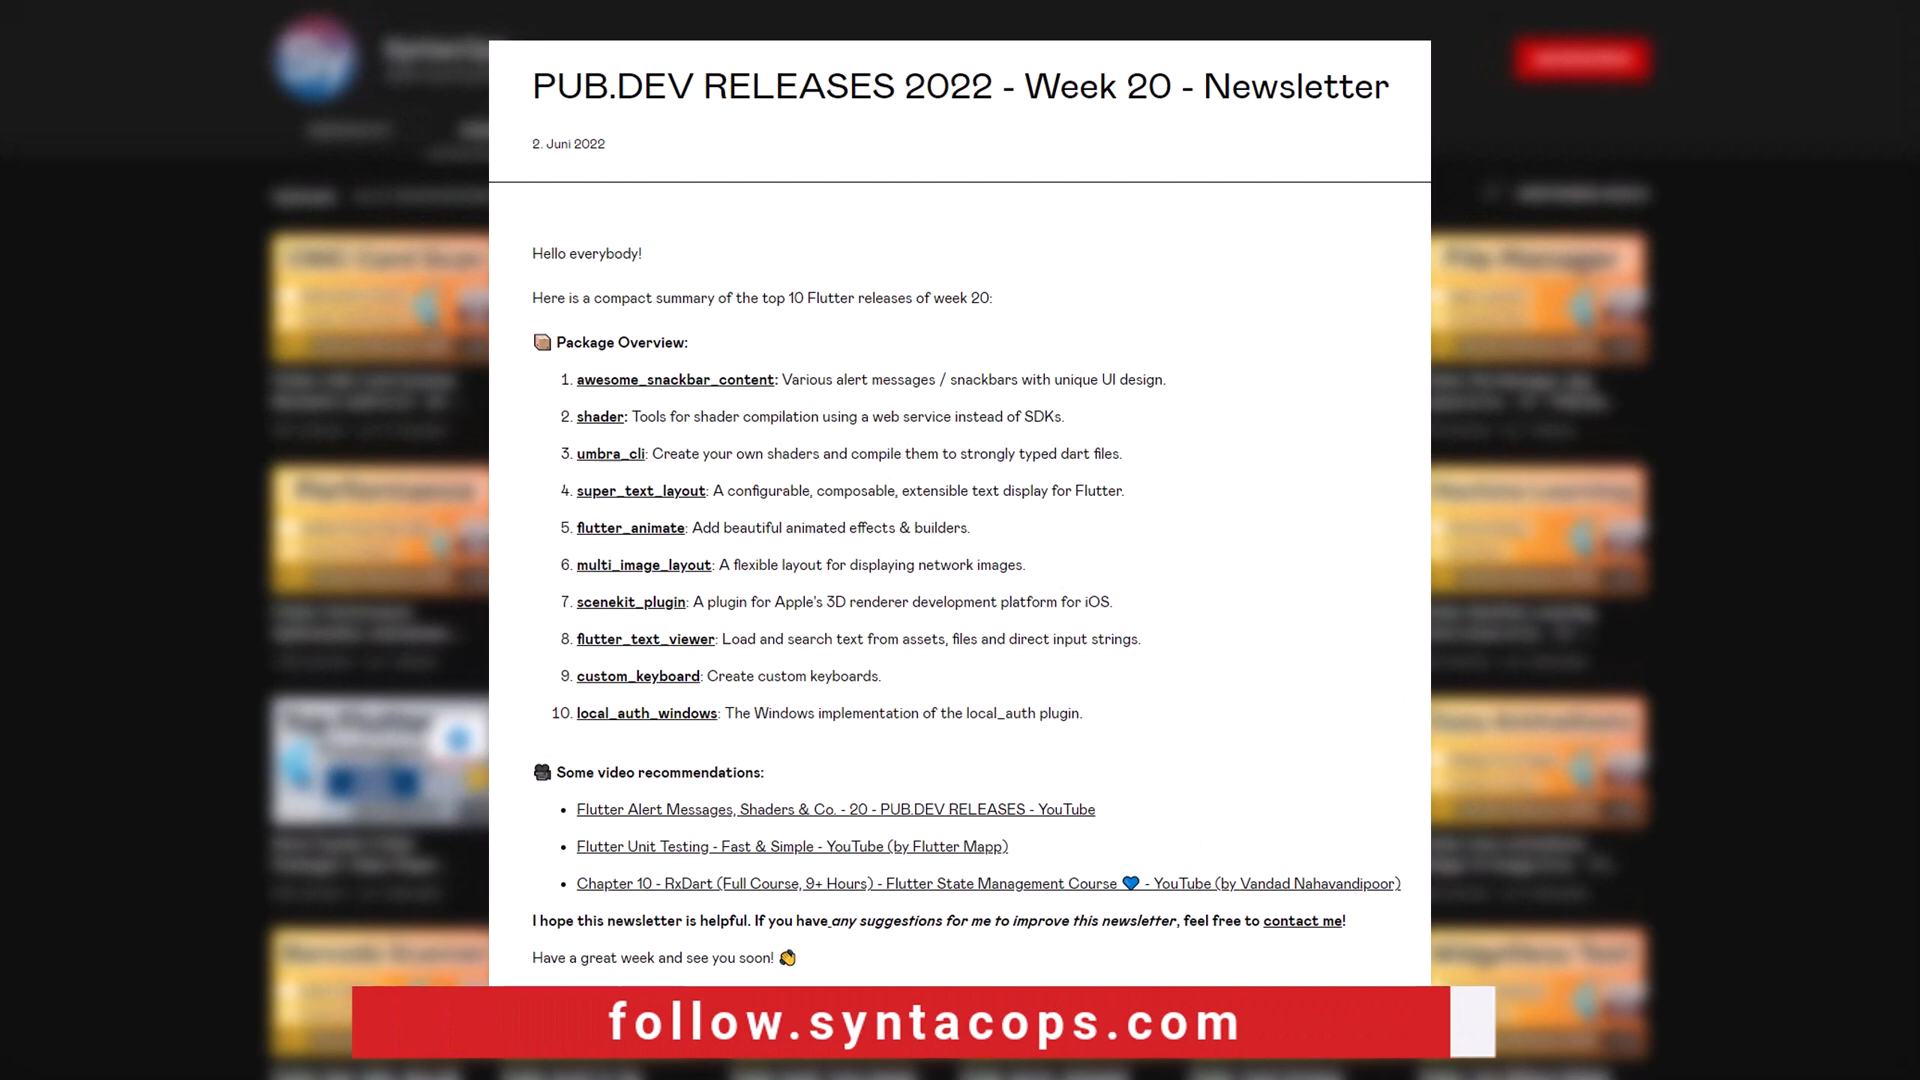 PUB.DEV RELEASES 2022 - Week 20 - Newsletter
2. Juni 2022
Hello everybody!
Here is a compact summary of the top 10 Flutter releases of week 20:
Package Overview:
1. awesome_snackbar_content: Various alert messages / snackbars with unique UI design.
2. shader: Tools for shader compilation using a web service instead of SDKs.
3. umbra_cli: Create your own shaders and compile them to strongly typed dart files.
4. super_text_layout: A configurable, composable, extensible text display for Flutter.
5. flutter_animate: Add beautiful animated effects & builders.
6. multi_image_layout: A flexible layout for displaying network images.
7. scenekit_plugin: A plugin for Apple's 3D renderer development platform for iOS.
8. flutter_text_viewer: Load and search text from assets, files and direct input strings.
9. custom_keyboard: Create custom keyboards.
10. local_auth_windows: The Windows implementation of the local_auth plugin.
Some video recommendations:
• Flutter Alert Messages, Shaders & Co. - 20 - PUB.DEV RELEASES - YouTube
• Flutter Unit Testing - Fast & Simple - YouTube (by Flutter Mapp)
• Chapter 10 - RxDart (Full Course, 9+ Hours) - Flutter State Management Course 💙 - YouTube (by Vandad Nahavandipoor)
I hope this newsletter is helpful. If you have any suggestions for me to improve this newsletter, feel free to contact me!
Have a great week and see you soon! 👋
follow.syntacops.com